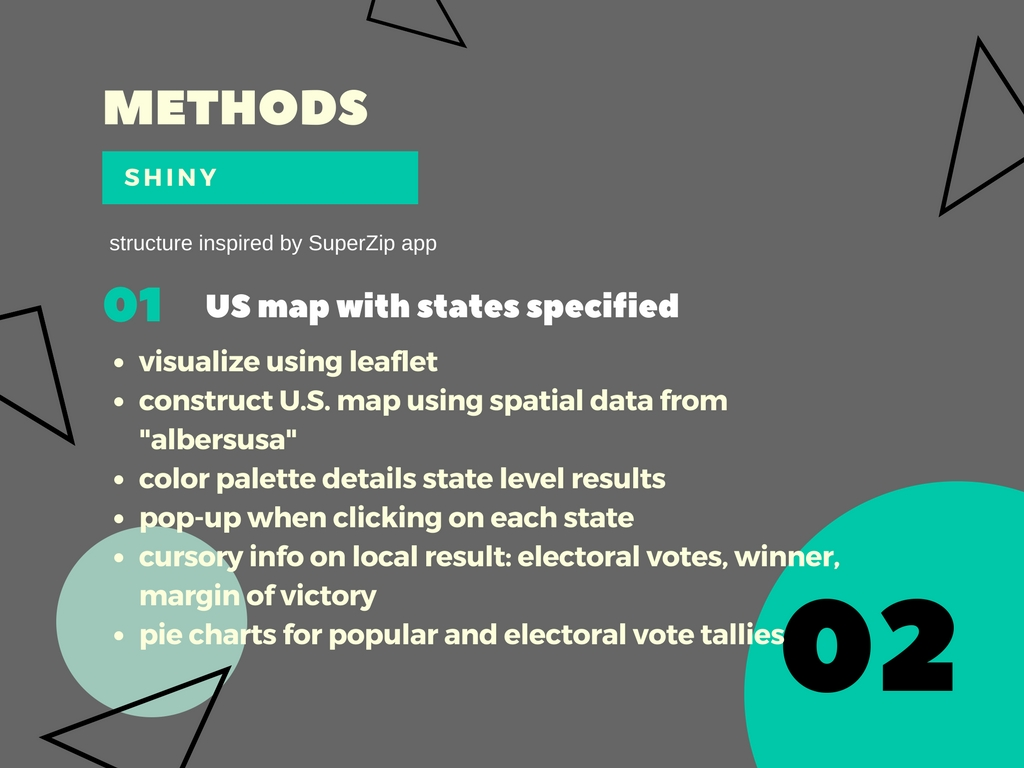 METHODS
SHINY
structure inspired by SuperZip app
01 US map with states specified
• visualize using leaflet
• construct U.S. map using spatial data from
"albersusa"
• color palette details state level results
• pop-up when clicking on each state
• cursory info on local result: electoral votes, winner,
margin of victory
• pie charts for popular and electoral vote tallies
02